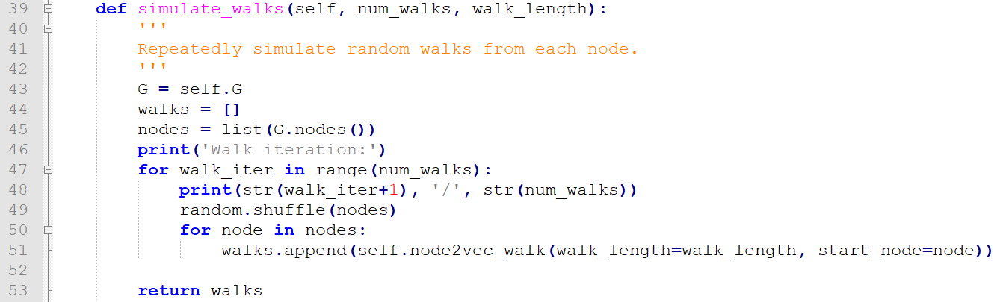 39 def simulate_walks(self, num_walks, walk_length):
40 '''
41 Repeatedly simulate random walks from each node.
42 '''
43 G = self.G
44 walks = []
45 nodes = list(G.nodes())
46 print('Walk iteration:')
47 for walk_iter in range(num_walks):
48 print(str(walk_iter+1), '/', str(num_walks))
49 random.shuffle(nodes)
50 for node in nodes:
51 walks.append(self.node2vec_walk(walk_length=walk_length, start_node=node))
52
53 return walks